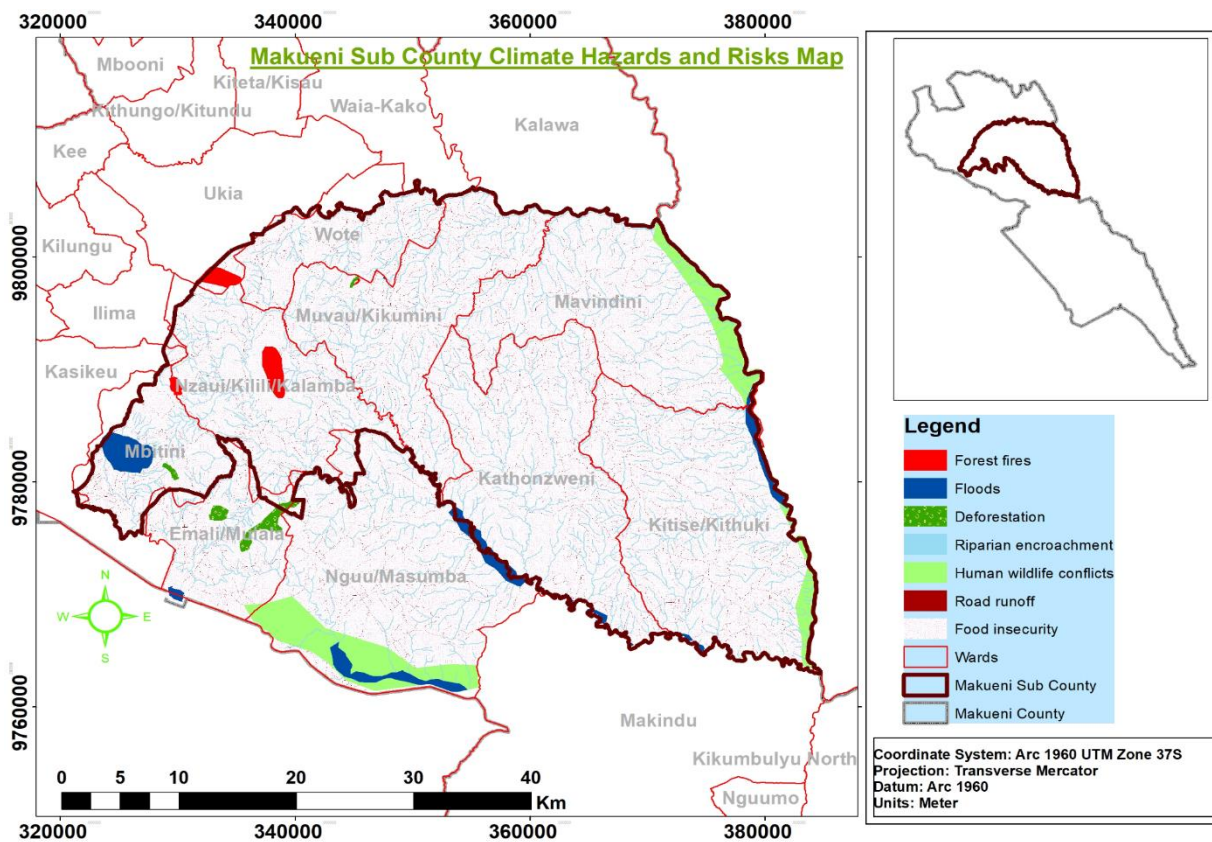 320000 340000 360000 380000
Makueni Sub County Climate Hazards and Risks Map
Mbooni
Kiteta/Kisau
Kithungo/Kitundu
Waia-Kako
Kalawa
Kee
Ukia
Kilungu
Wote
Ilima
Mavindini
Muvau/Kikumini
Kasikeu
Nzaui/Kilili/Kalamba
Mbitini
Kathonzweni
Kitise/Kithuki
Emali/Mulala
Nguu/Masumba
Makindu
Kikumbulyu North
Nguumo
9800000
9780000
9760000
9800000
9780000
9760000
N
W E
S
0 5 10 20 30 40
Km
320000 340000 360000 380000
Legend
Forest fires
Floods
Deforestation
Riparian encroachment
Human wildlife conflicts
Road runoff
Food insecurity
Wards
Makueni Sub County
Makueni County
Coordinate System: Arc 1960 UTM Zone 37S
Projection: Transverse Mercator
Datum: Arc 1960
Units: Meter